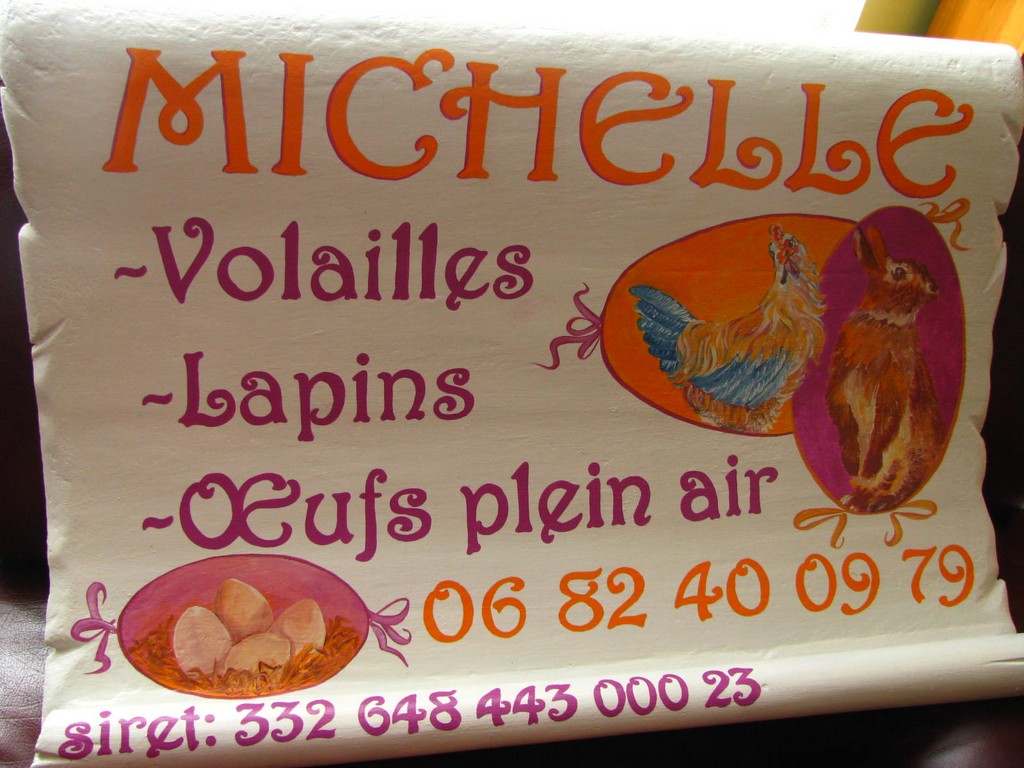 MICHELLE
~Volailles
~Lapins
~Œufs plein air
06 82 40 09 79
siret: 332 648 443 000 23